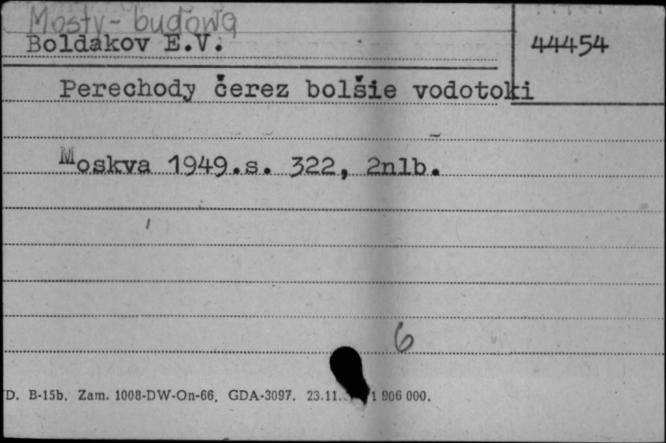 Mosty - budowa
Boldakov E.V.
44454
Perechody čerez bolšie vodotoki
Moskva 1949.s. 322, 2nlb.
6
D. B-15b. Zam. 1008-DW-On-66. GDA-3097. 23.11. 1 906 000.